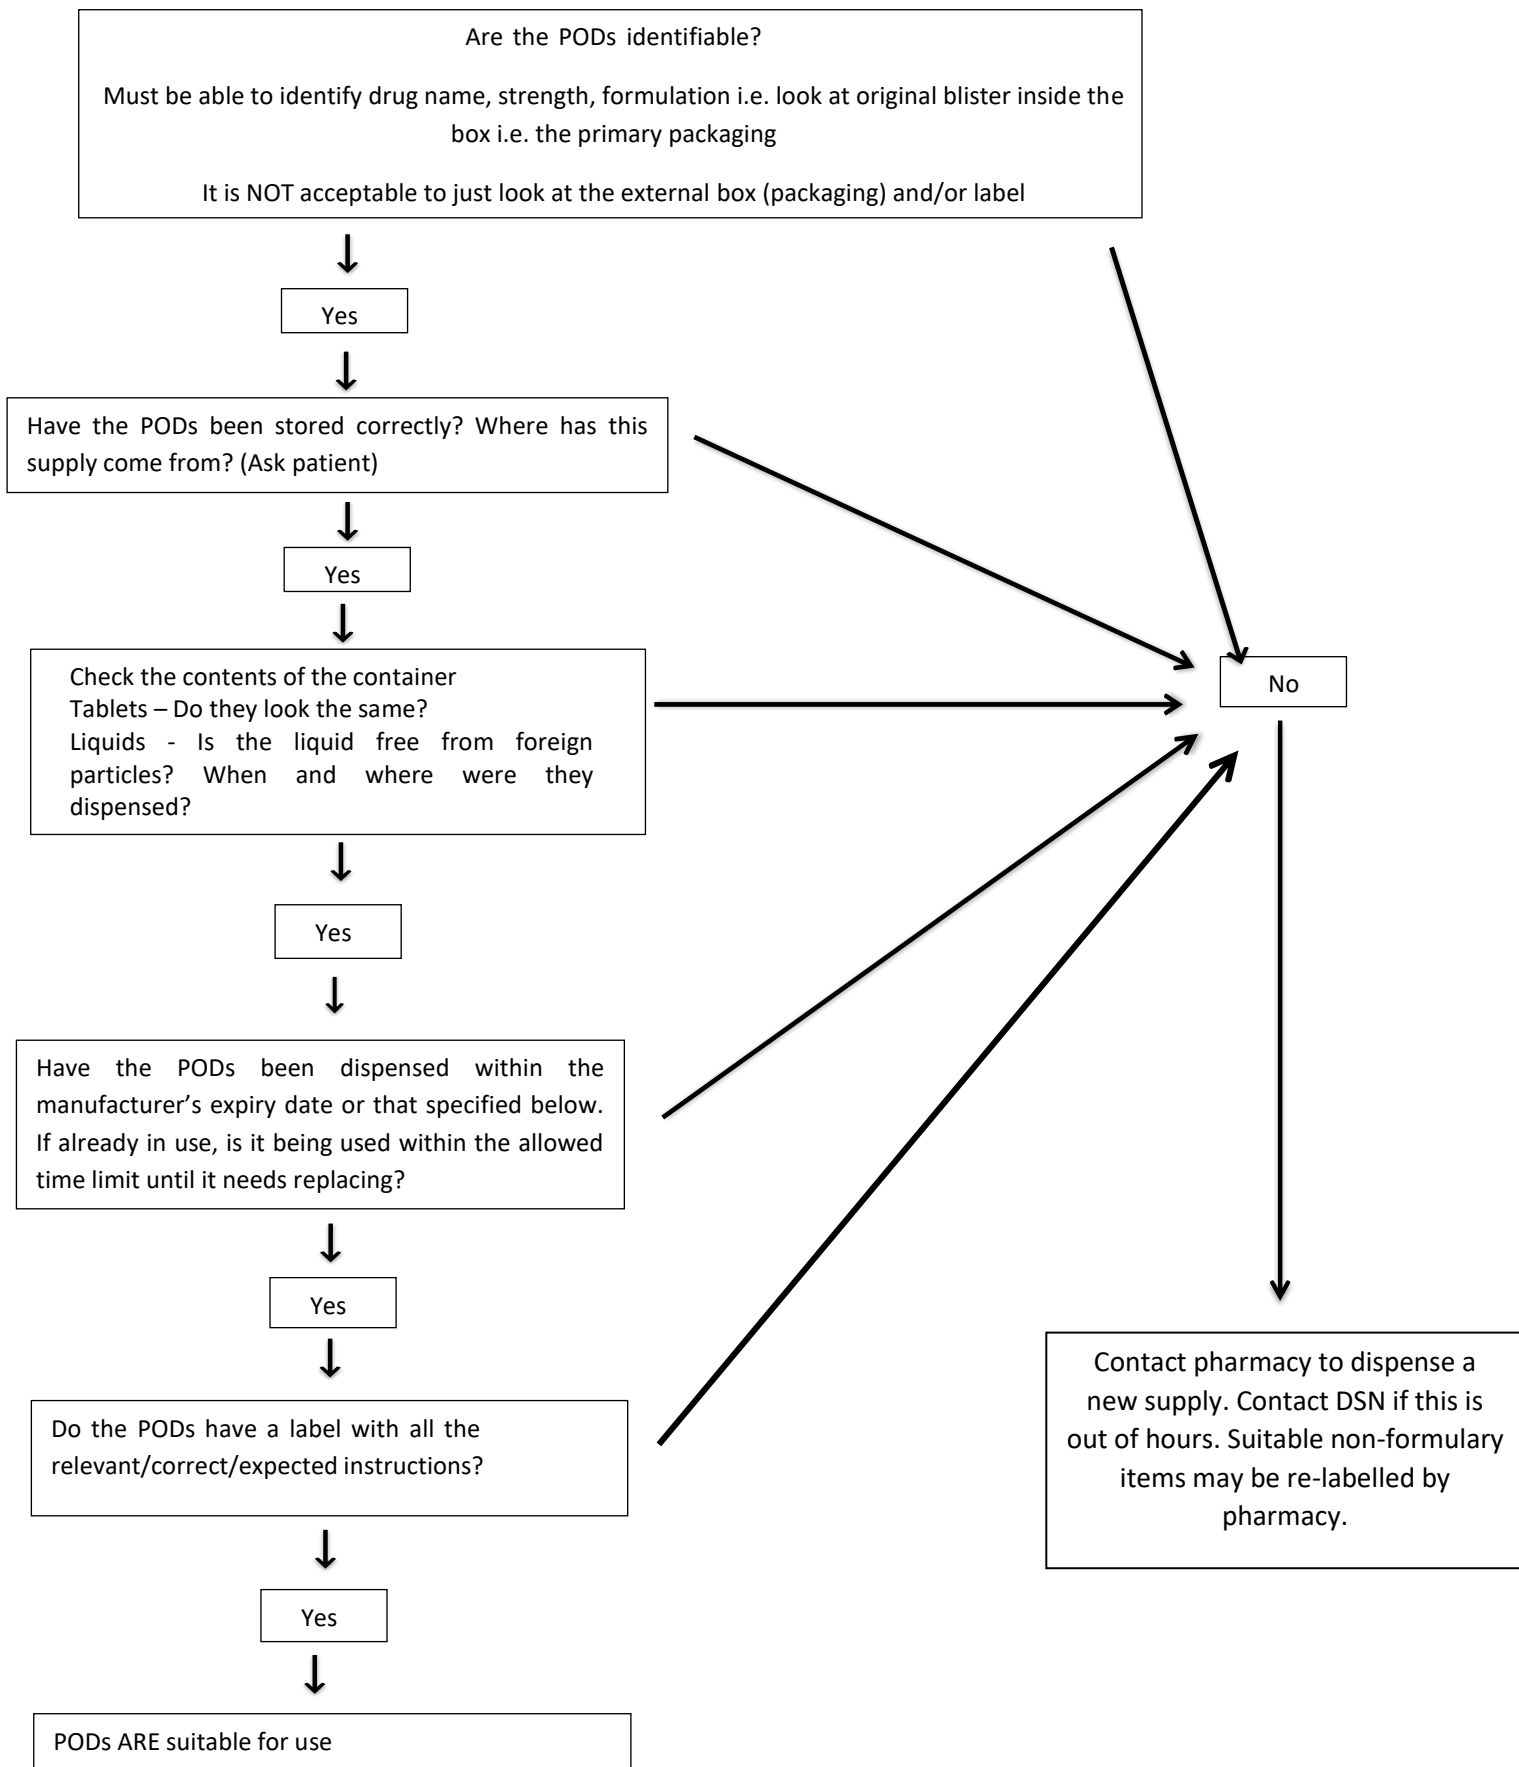 Are the PODs identifiable?
Must be able to identify drug name, strength, formulation i.e. look at original blister inside the
box i.e. the primary packaging
It is NOT acceptable to just look at the external box (packaging) and/or label
Yes
Have the PODs been stored correctly? Where has this
supply come from? (Ask patient)
Yes
Check the contents of the container
Tablets – Do they look the same?
Liquids - Is the liquid free from foreign
particles? When and where were they
dispensed?
No
Yes
Have the PODs been dispensed within the
manufacturer’s expiry date or that specified below.
If already in use, is it being used within the allowed
time limit until it needs replacing?
Yes
Do the PODs have a label with all the
relevant/correct/expected instructions?
Contact pharmacy to dispense a
new supply. Contact DSN if this is
out of hours. Suitable non-formulary
items may be re-labelled by
pharmacy.
Yes
PODs ARE suitable for use